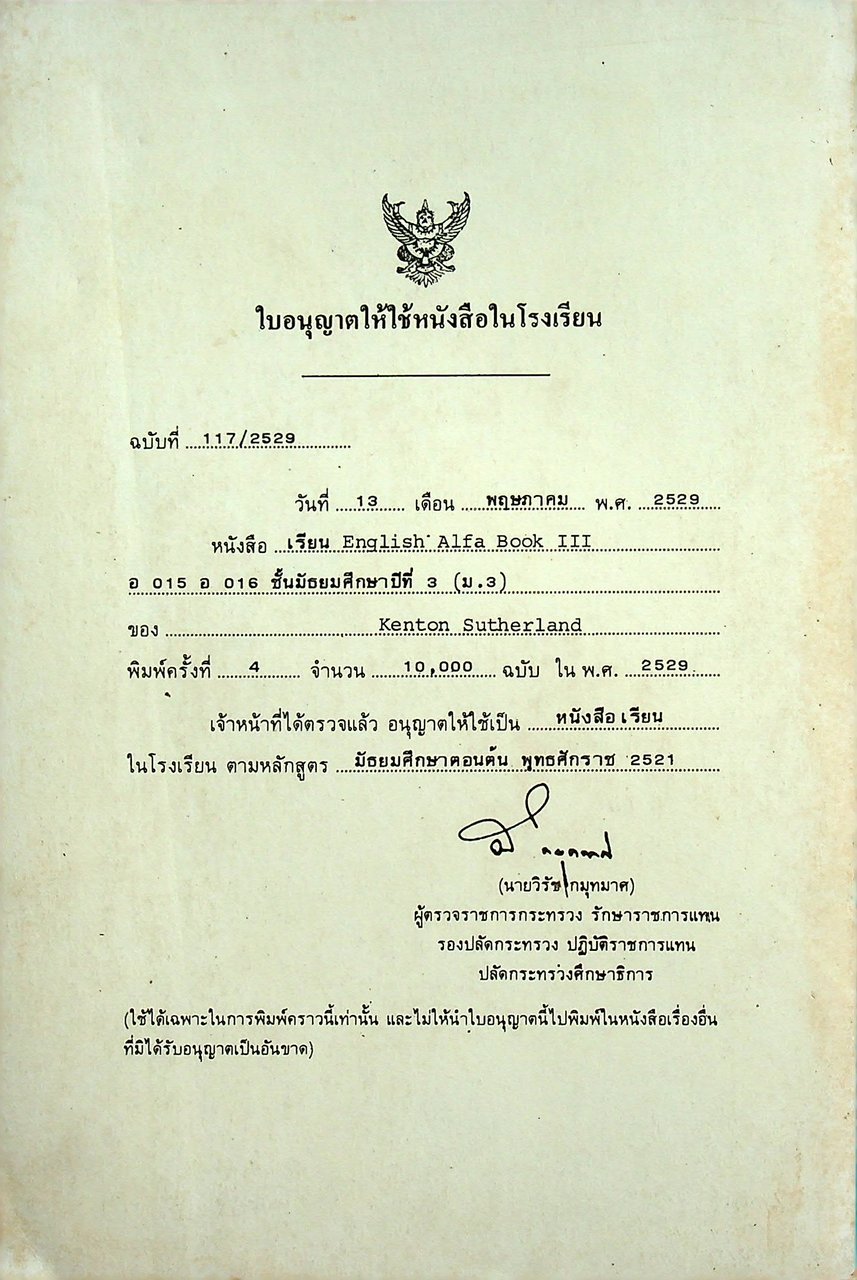 ใบอนุญาตให้ใช้หนังสือในโรงเรียน
ฉบับที่ 117/2529
วันที่ 13 เดือน พฤษภาคม พ.ศ. 2529
หนังสือ เรียน English Alfa Book III
อ 015 อ 016 ชั้นมัธยมศึกษาปีที่ 3 (ม.3)
ของ Kenton Sutherland
พิมพ์ครั้งที่ 4 จำนวน 10,000 ฉบับ ใน พ.ศ. 2529
เจ้าหน้าที่ได้ตรวจแล้ว อนุญาตให้ใช้เป็น หนังสือเรียน
ในโรงเรียน ตามหลักสูตร มัธยมศึกษาตอนต้น พุทธศักราช 2521
(นายวิรัช กมุทมาศ)
ผู้ตรวจราชการกระทรวง รักษาราชการแทน
รองปลัดกระทรวง ปฏิบัติราชการแทน
ปลัดกระทรวงศึกษาธิการ
(ใช้ได้เฉพาะในการพิมพ์คราวนี้เท่านั้น และไม่ให้นำใบอนุญาตนี้ไปพิมพ์ในหนังสือเรื่องอื่น
ที่มิได้รับอนุญาตเป็นอันขาด)